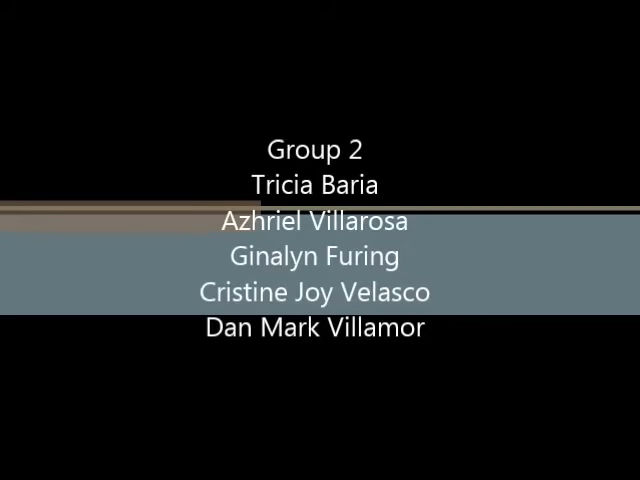 Group 2
Tricia Baria
Azhriel Villarosa
Ginalyn Furing
Cristine Joy Velasco
Dan Mark Villamor